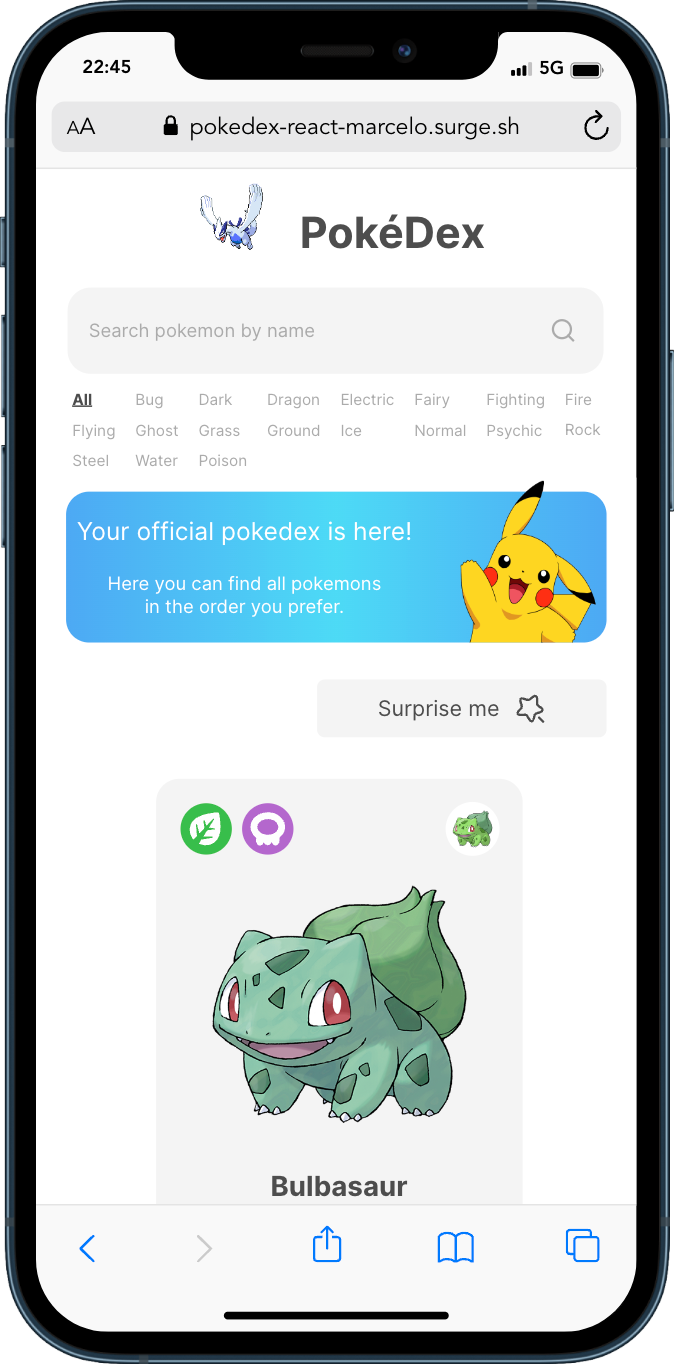 22:45 5G
AA pokedex-react-marcelo.surge.sh
PokéDex
Search pokemon by name
All Bug Dark Dragon Electric Fairy Fighting Fire
Flying Ghost Grass Ground Ice Normal Psychic Rock
Steel Water Poison
Your official pokedex is here!
Here you can find all pokemons
in the order you prefer.
Surprise me
Bulbasaur